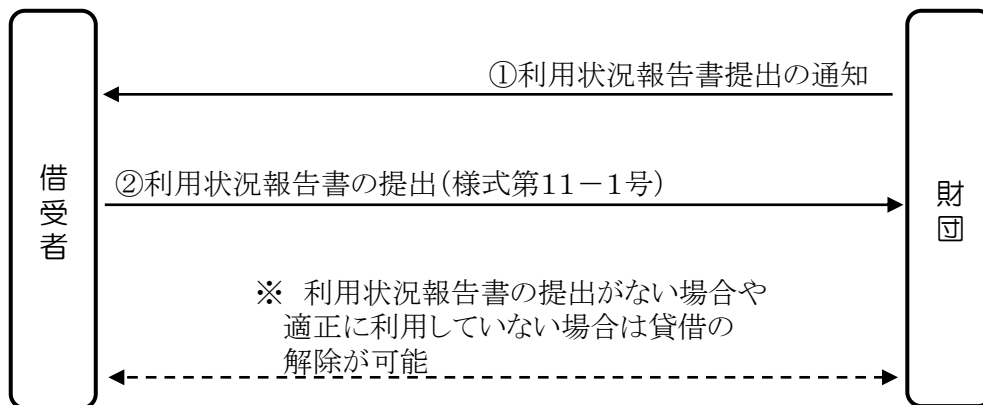 ①利用状況報告書提出の通知
借受者
②利用状況報告書の提出(様式第11－1号)
財団
※ 利用状況報告書の提出がない場合や
適正に利用していない場合は貸借の
解除が可能